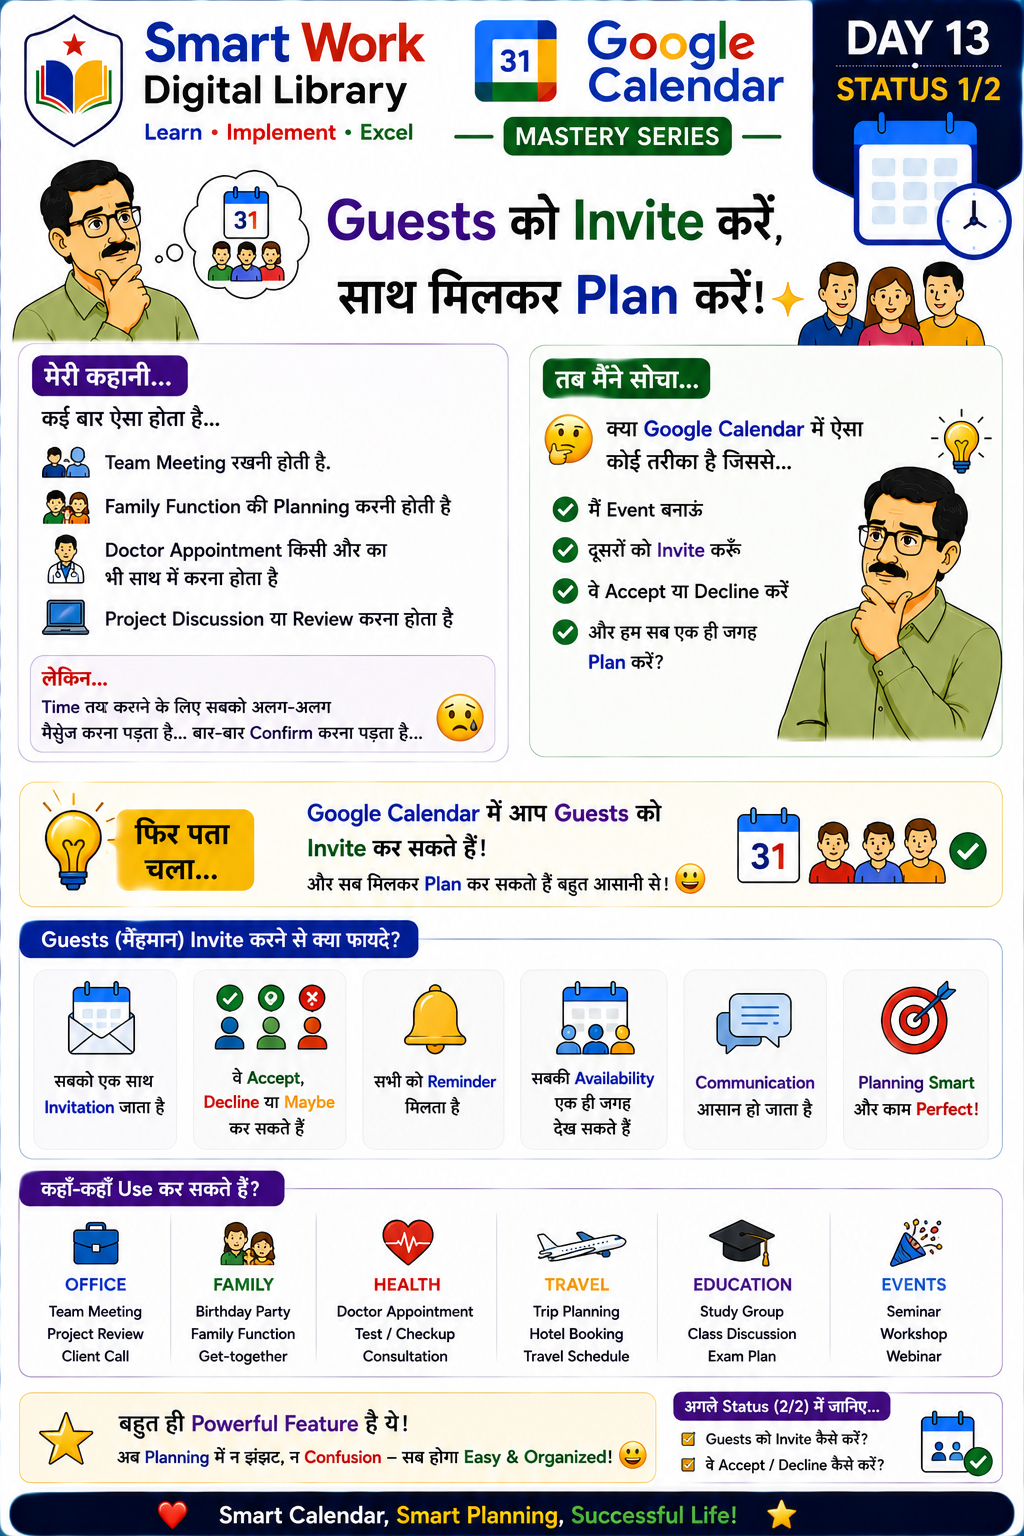 Smart Work
Digital Library
Learn • Implement • Excel
31
Google
Calendar
MASTERY SERIES
DAY 13
STATUS 1/2
31
Guests को Invite करें,
साथ मिलकर Plan करें!
मेरी कहानी...
कई बार ऐसा होता है...
Team Meeting रखनी होती है.
Family Function की Planning करनी होती है
Doctor Appointment किसी और का
भी साथ में करना होता है
Project Discussion या Review करना होता है
लेकिन...
Time तय करने के लिए सबको अलग-अलग
मैसेज करना पड़ता है... बार-बार Confirm करना पड़ता है...
तब मैंने सोचा...
क्या Google Calendar में ऐसा
कोई तरीका है जिससे...
मैं Event बनाऊं
दूसरों को Invite करूँ
वे Accept या Decline करें
और हम सब एक ही जगह
Plan करें?
फिर पता
चला...
Google Calendar में आप Guests को
Invite कर सकते हैं!
और सब मिलकर Plan कर सकते हैं बहुत आसानी से!
31
Guests (मेहमान) Invite करने से क्या फायदे?
सबको एक साथ
Invitation जाता है
वे Accept,
Decline या Maybe
कर सकते हैं
सभी को Reminder
मिलता है
सबकी Availability
एक ही जगह
देख सकते हैं
Communication
आसान हो जाता है
Planning Smart
और काम Perfect!
कहाँ-कहाँ Use कर सकते हैं?
OFFICE
Team Meeting
Project Review
Client Call
FAMILY
Birthday Party
Family Function
Get-together
HEALTH
Doctor Appointment
Test / Checkup
Consultation
TRAVEL
Trip Planning
Hotel Booking
Travel Schedule
EDUCATION
Study Group
Class Discussion
Exam Plan
EVENTS
Seminar
Workshop
Webinar
बहुत ही Powerful Feature है ये!
अब Planning में न झंझट, न Confusion – सब होगा Easy & Organized!
अगले Status (2/2) में जानिए...
Guests को Invite कैसे करें?
वे Accept / Decline कैसे करें?
Smart Calendar, Smart Planning, Successful Life!